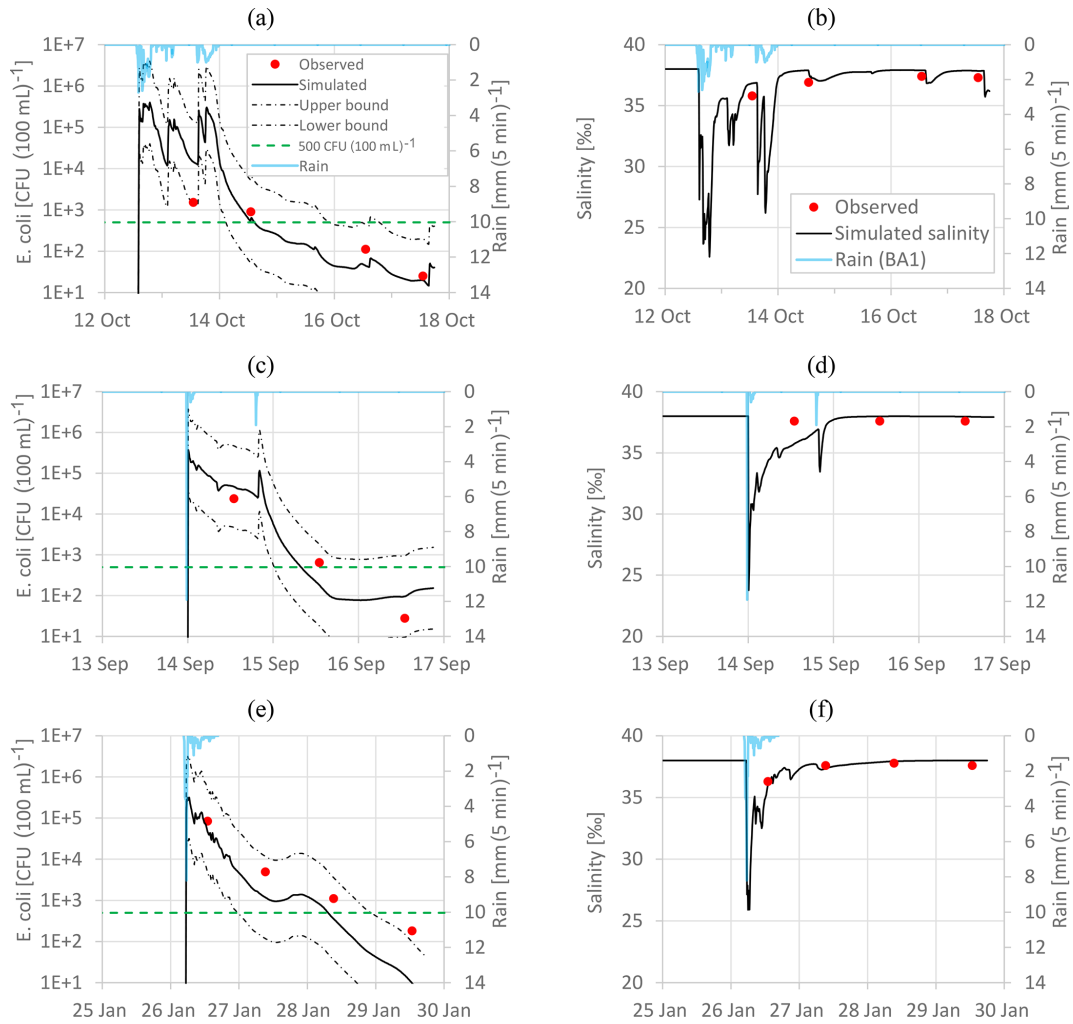 (a)
(b)
E. coli [CFU (100 mL)⁻¹
1E+7
1E+6
1E+5
1E+4
1E+3
1E+2
1E+1
Observed
Simulated
Upper bound
Lower bound
500 CFU (100 mL)⁻¹
Rain
0
2
4
6
8
10
12
14
Rain [mm (5 min)⁻¹
12 Oct
14 Oct
16 Oct
18 Oct
Salinity [‰]
40
35
30
25
20
Observed
Simulated salinity
Rain (BA1)
0
2
4
6
8
10
12
14
Rain [mm (5 min)⁻¹
12 Oct
14 Oct
16 Oct
18 Oct
(c)
(d)
E. coli [CFU (100 mL)⁻¹
1E+7
1E+6
1E+5
1E+4
1E+3
1E+2
1E+1
0
2
4
6
8
10
12
14
Rain [mm (5 min)⁻¹
13 Sep
14 Sep
15 Sep
16 Sep
17 Sep
Salinity [‰]
40
35
30
25
20
0
2
4
6
8
10
12
14
Rain [mm (5 min)⁻¹
13 Sep
14 Sep
15 Sep
16 Sep
17 Sep
(e)
(f)
E. coli [CFU (100 mL)⁻¹
1E+7
1E+6
1E+5
1E+4
1E+3
1E+2
1E+1
0
2
4
6
8
10
12
14
Rain [mm (5 min)⁻¹
25 Jan
26 Jan
27 Jan
28 Jan
29 Jan
30 Jan
Salinity [‰]
40
35
30
25
20
0
2
4
6
8
10
12
14
Rain [mm (5 min)⁻¹
25 Jan
26 Jan
27 Jan
28 Jan
29 Jan
30 Jan